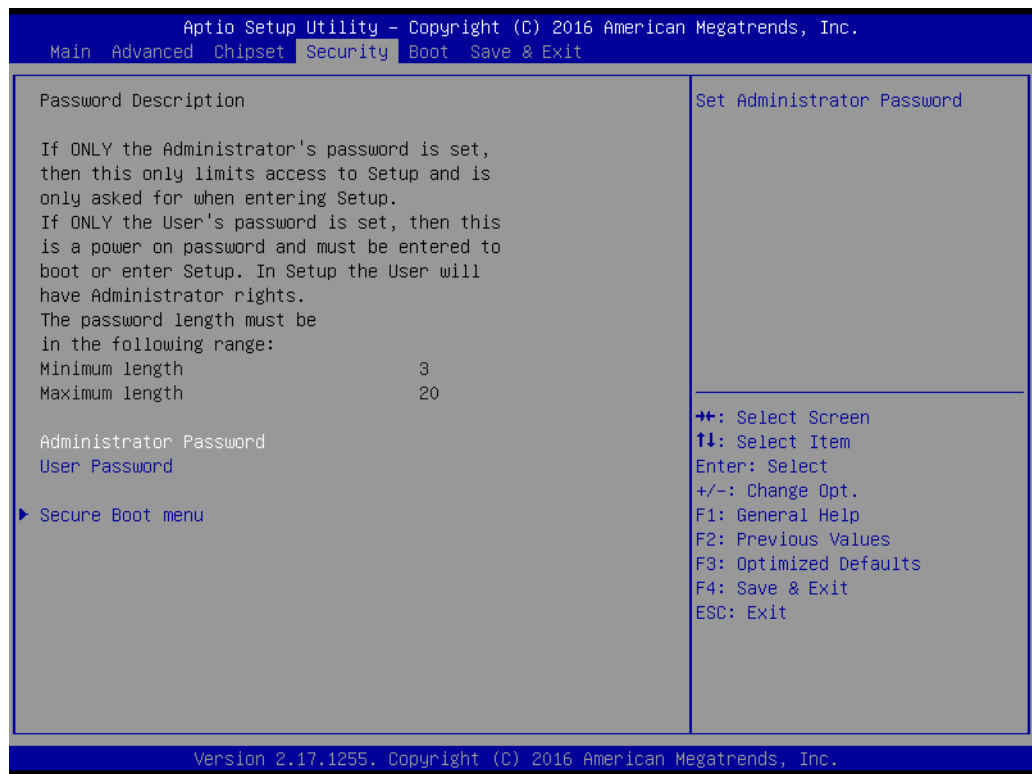 Aptio Setup Utility – Copyright (C) 2016 American Megatrends, Inc.
Main Advanced Chipset Security Boot Save & Exit
Password Description
If ONLY the Administrator's password is set,
then this only limits access to Setup and is
only asked for when entering Setup.
If ONLY the User's password is set, then this
is a power on password and must be entered to
boot or enter Setup. In Setup the User will
have Administrator rights.
The password length must be
in the following range:
Minimum length 3
Maximum length 20
Administrator Password
User Password
Secure Boot menu
Set Administrator Password
→←: Select Screen
↑↓: Select Item
Enter: Select
+/-: Change Opt.
F1: General Help
F2: Previous Values
F3: Optimized Defaults
F4: Save & Exit
ESC: Exit
Version 2.17.1255. Copyright (C) 2016 American Megatrends, Inc.